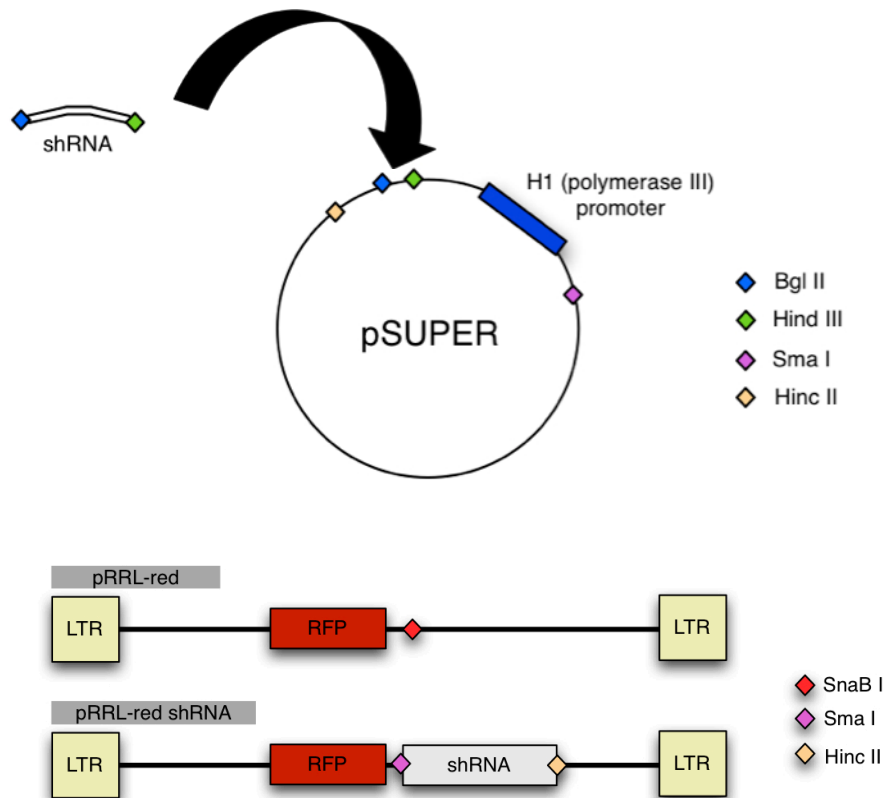 shRNA
H1 (polymerase III)
promoter
pSUPER
Bgl II
Hind III
Sma I
Hinc II
pRRL-red
LTR
RFP
LTR
pRRL-red shRNA
LTR
RFP
shRNA
LTR
SnaB I
Sma I
Hinc II